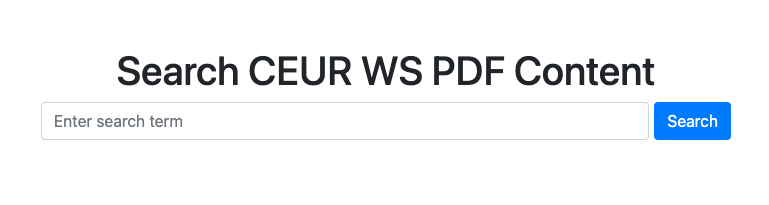 Search CEUR WS PDF Content
Enter search term Search